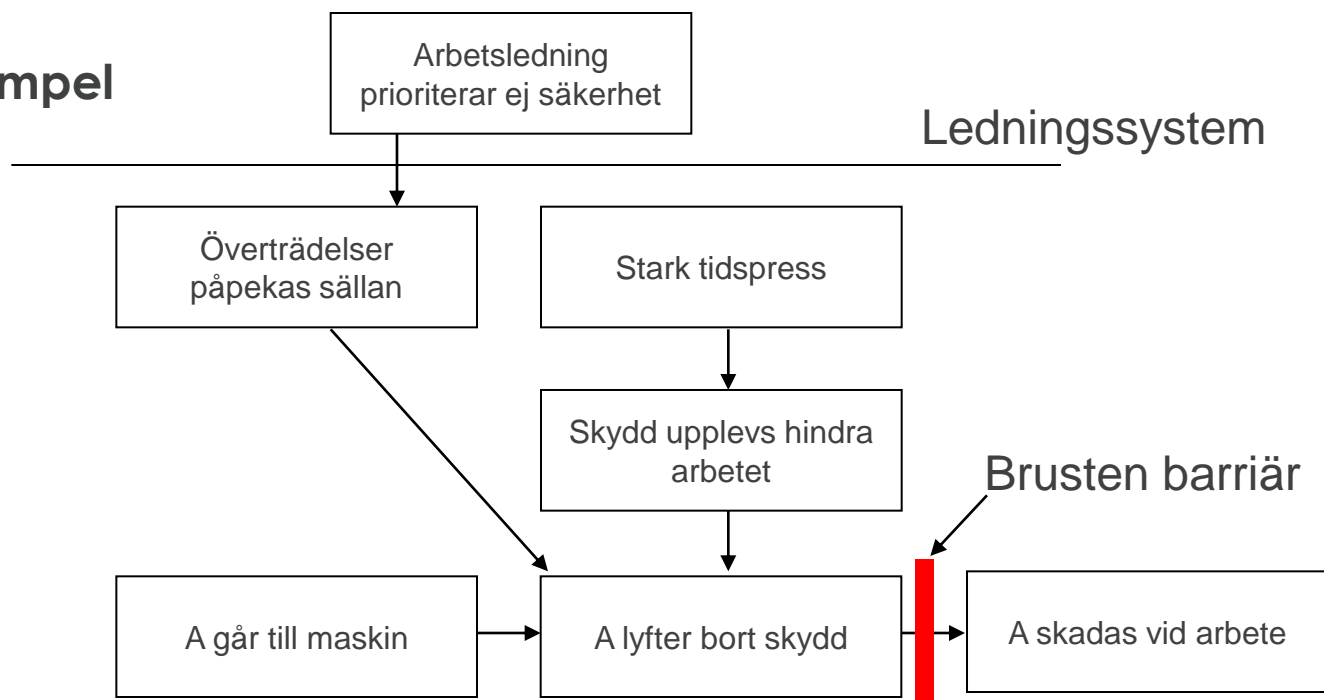 mpel
Arbetsledning
prioriterar ej säkerhet
Ledningssystem
Överträdelser
påpekas sällan
Stark tidspress
Skydd upplevs hindra
arbetet
Brusten barriär
A går till maskin
A lyfter bort skydd
A skadas vid arbete